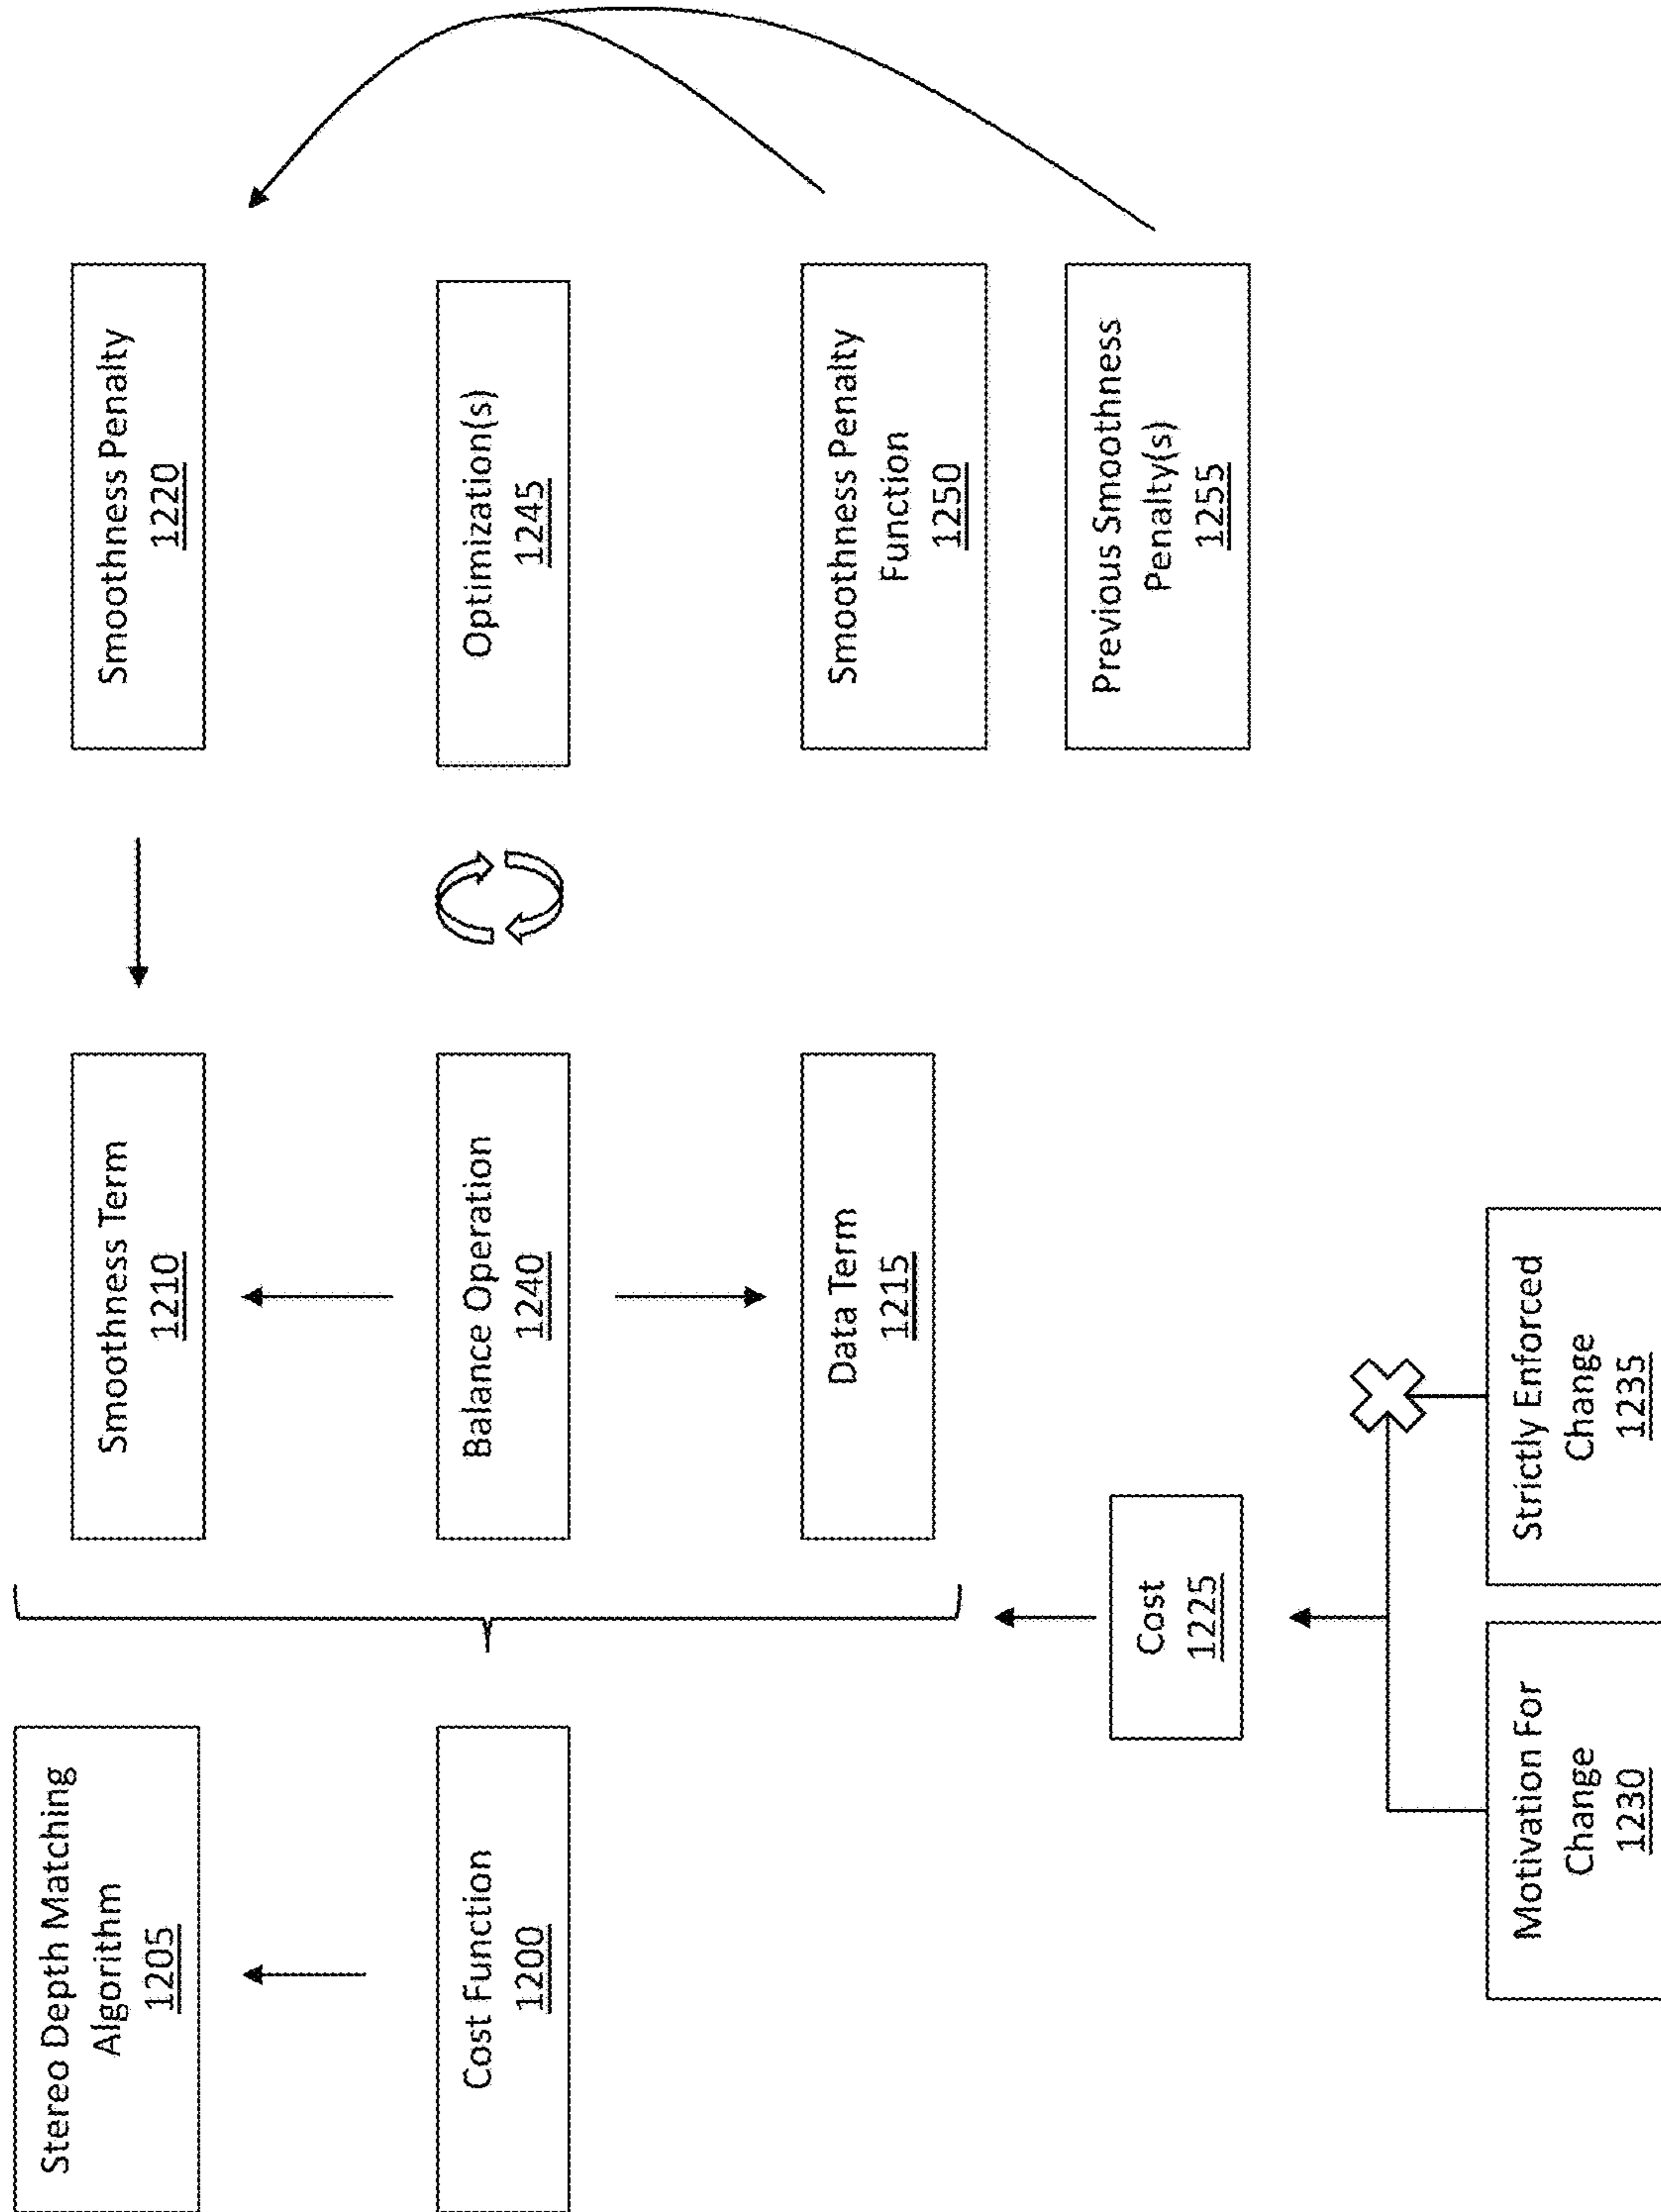 Stereo Depth Matching
Algorithm
1205
Smoothness Term
1210
Smoothness Penalty
1220
Cost Function
1200
Balance Operation
1240
Optimization(s)
1245
Data Term
1215
Smoothness Penalty
Function
1250
Cost
1225
Previous Smoothness
Penalty(s)
1255
Motivation For
Change
1230
Strictly Enforced
Change
1235